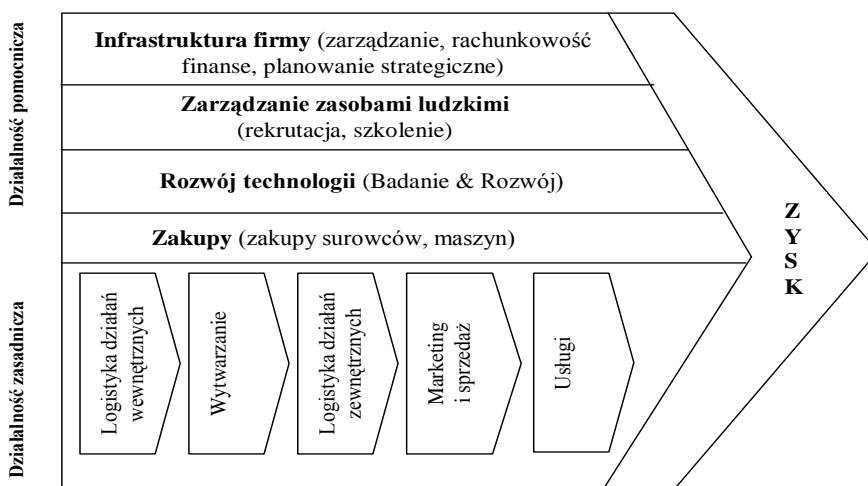 Działalność pomocnicza
Infrastruktura firmy (zarządzanie, rachunkowość
finanse, planowanie strategiczne)
Zarządzanie zasobami ludzkimi
(rekrutacja, szkolenie)
Rozwój technologii (Badanie & Rozwój)
Zakupy (zakupy surowców, maszyn)
Działalność zasadnicza
Logistyka działań
wewnętrznych
Wytwarzanie
Logistyka działań
zewnętrznych
Marketing
i sprzedaż
Usługi
Z
Y
S
K